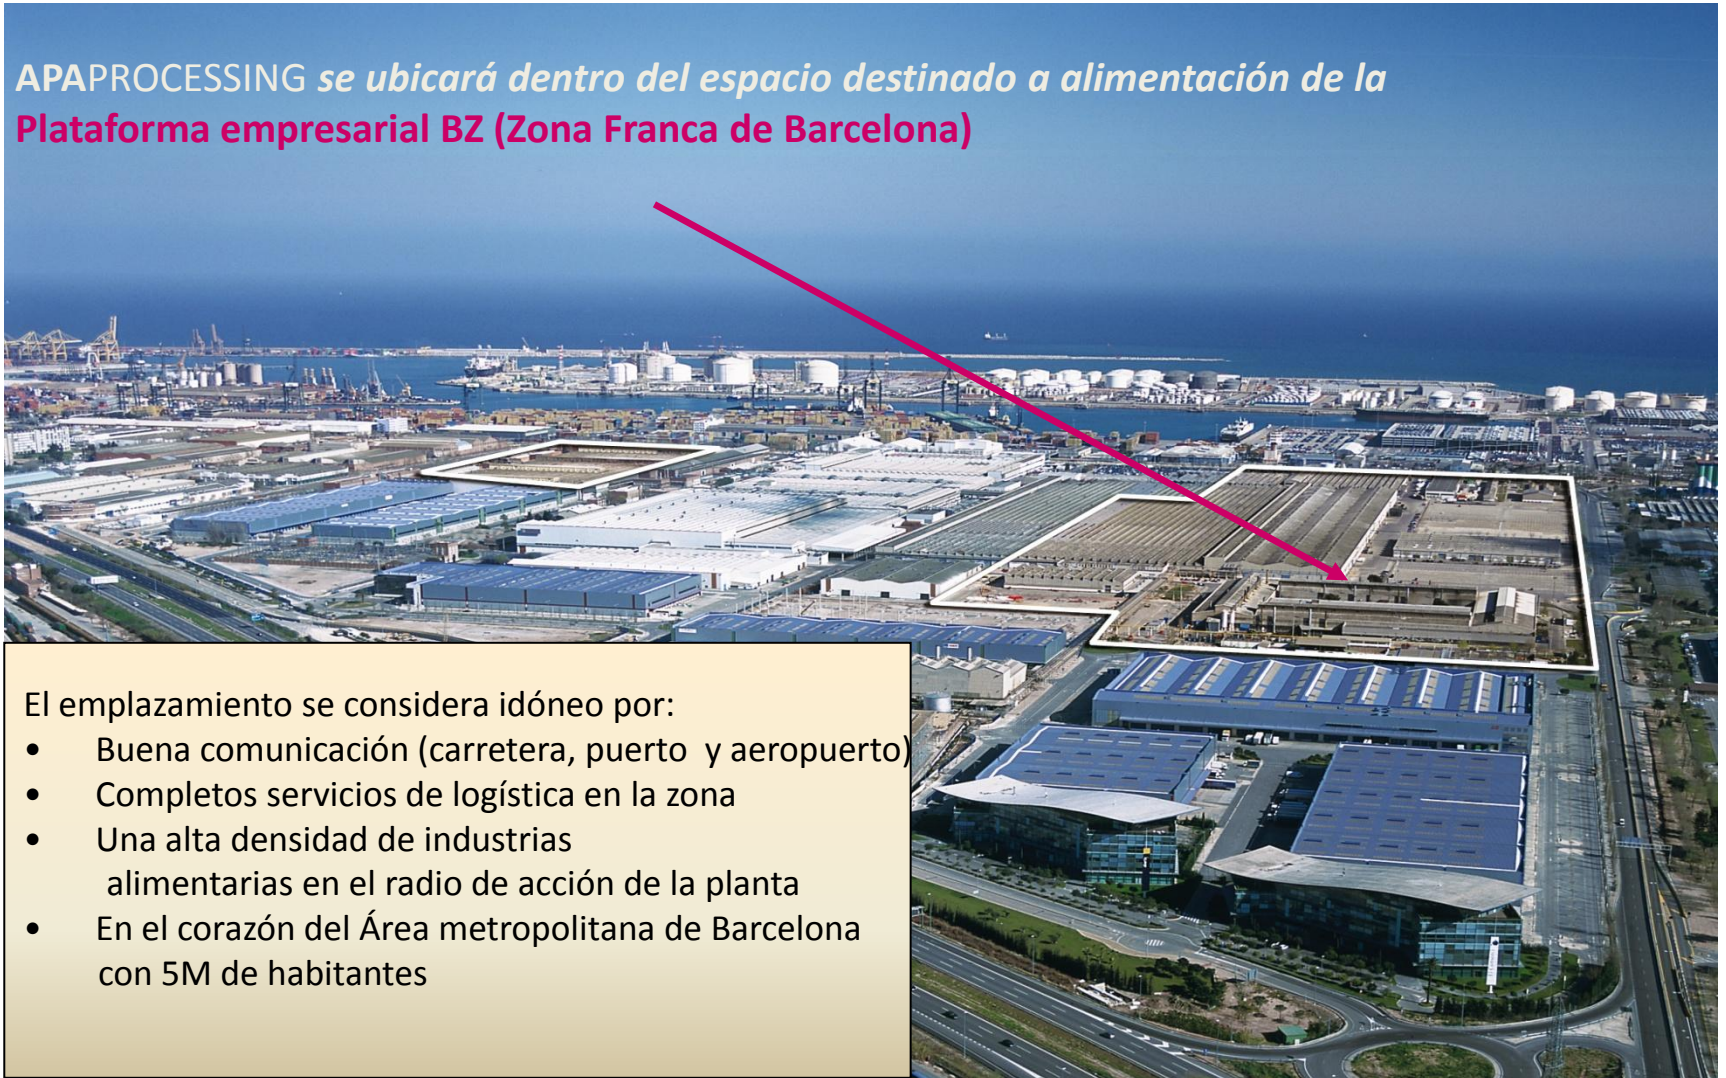 APAPROCESSING se ubicará dentro del espacio destinado a alimentación de la
Plataforma empresarial BZ (Zona Franca de Barcelona)
El emplazamiento se considera idóneo por:
• Buena comunicación (carretera, puerto y aeropuerto)
• Completos servicios de logística en la zona
• Una alta densidad de industrias
alimentarias en el radio de acción de la planta
• En el corazón del Área metropolitana de Barcelona
con 5M de habitantes